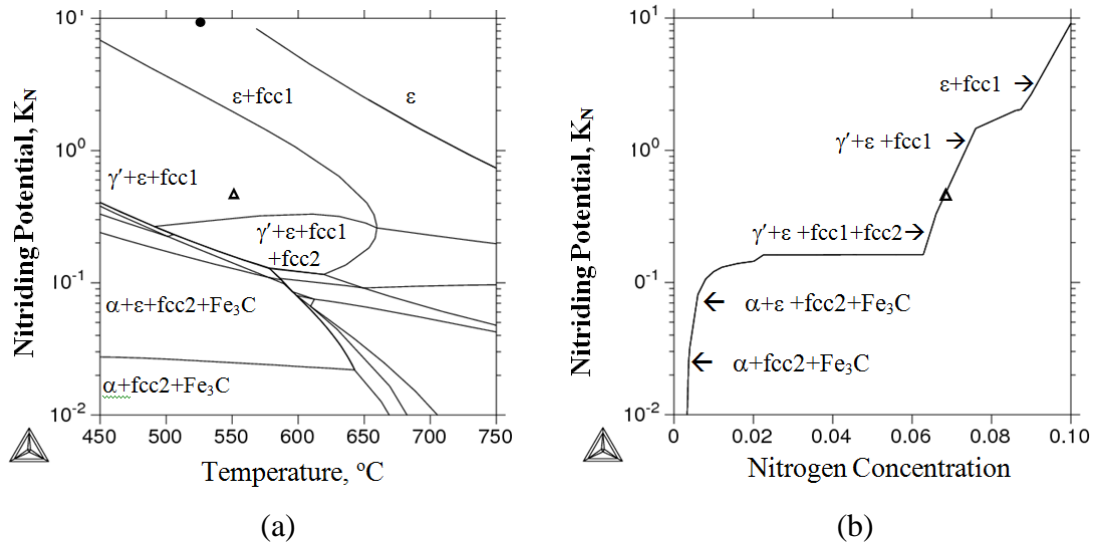 10¹
10⁰
10⁻¹
10⁻²
Nitriding Potential, K_N
ε+fcc1
ε
γ′+ε+fcc1
γ′+ε+fcc1
+fcc2
α+ε+fcc2+Fe₃C
α+fcc2+Fe₃C
450 500 550 600 650 700 750
Temperature, °C
(a)
10¹
10⁰
10⁻¹
10⁻²
Nitriding Potential, K_N
ε+fcc1
γ′+ε +fcc1
γ′+ε +fcc1+fcc2
α+ε +fcc2+Fe₃C
α+fcc2+Fe₃C
0 0.02 0.04 0.06 0.08 0.10
Nitrogen Concentration
(b)